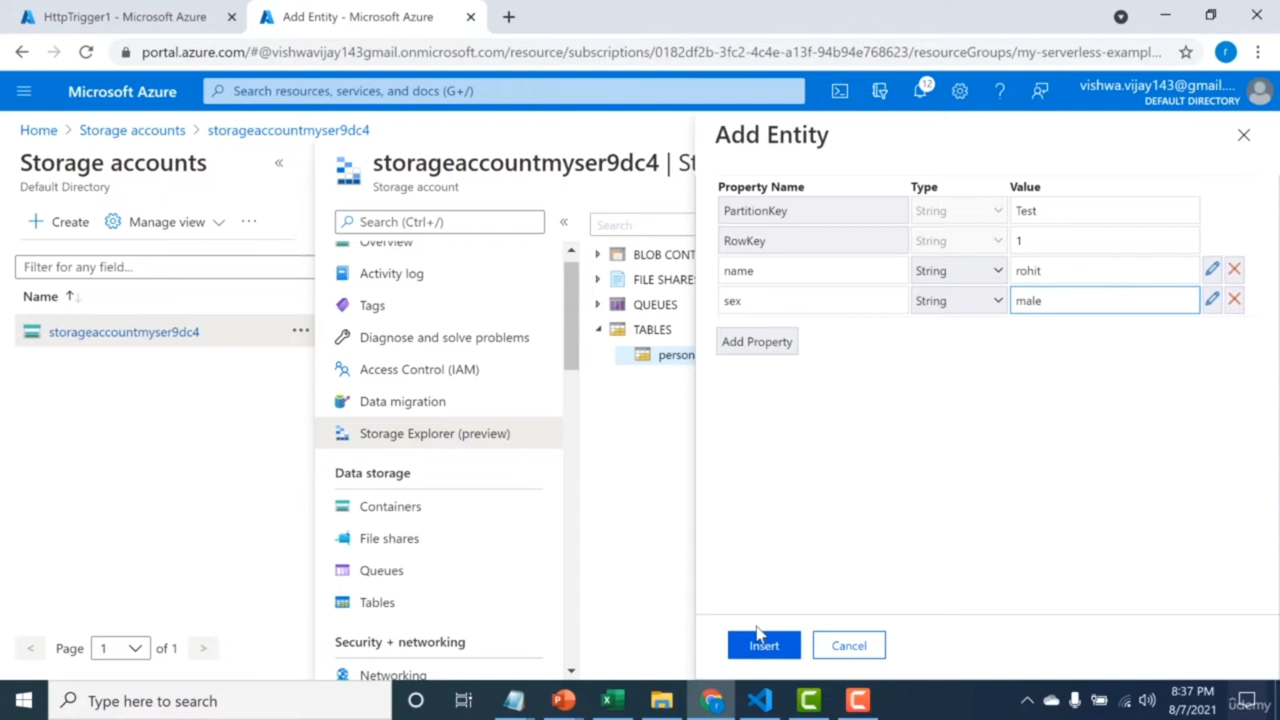 HttpTrigger1 - Microsoft Azure
Add Entity - Microsoft Azure
portal.azure.com/#@vishwavijay143gmail.onmicrosoft.com/resource/subscriptions/0182df2b-3fc2-4c4e-a13f-94b94e768623/resourceGroups/my-serverless-exampl...
r
Microsoft Azure
Search resources, services, and docs (G+/)
12
vishwa.vijay143@gmail....
DEFAULT DIRECTORY
Home > Storage accounts > storageaccountmyser9dc4
Storage accounts
Default Directory
Create
Manage view
Filter for any field...
Name
storageaccountmyser9dc4
Page 1 of 1
storageaccountmyser9dc4 | St
Storage account
Search (Ctrl+/)
Overview
Activity log
Tags
Diagnose and solve problems
Access Control (IAM)
Data migration
Storage Explorer (preview)
Data storage
Containers
File shares
Queues
Tables
Security + networking
Networking
Search
BLOB CONT
FILE SHARES
QUEUES
TABLES
person
Add Entity
Property Name Type Value
PartitionKey String Test
RowKey String 1
name String rohit
sex String male
Add Property
Insert
Cancel
Type here to search
8:37 PM
8/7/2021
udemy